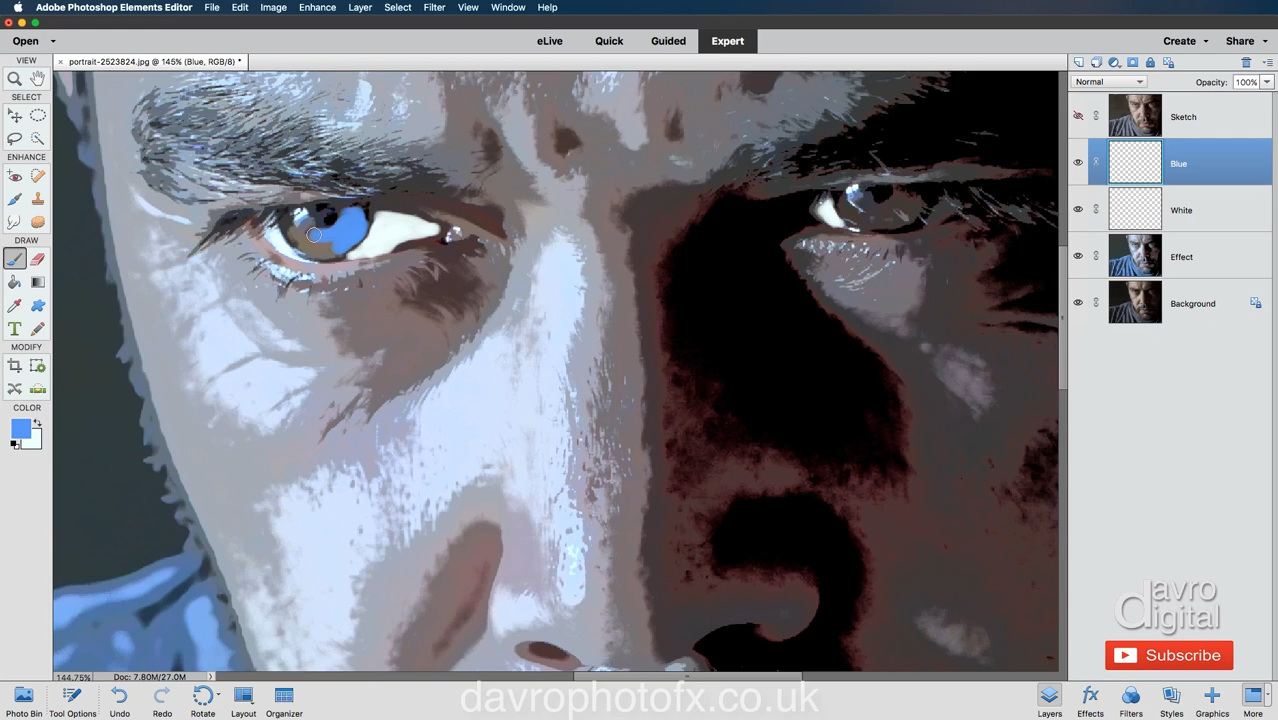 Adobe Photoshop Elements Editor File Edit Image Enhance Layer Select Filter View Window Help
Open eLive Quick Guided Expert Create Share
VIEW
portrait-2523824.jpg @ 145% (Blue, RGB/8) *
Normal Opacity: 100%
SELECT
Sketch
ENHANCE
Blue
White
DRAW
Effect
Background
T
MODIFY
COLOR
davro
digital
Subscribe
144.75% Doc: 7.80M/27.0M
davrophotofx.co.uk
Photo Bin Tool Options Undo Redo Rotate Layout Organizer Layers Effects Filters Styles Graphics More